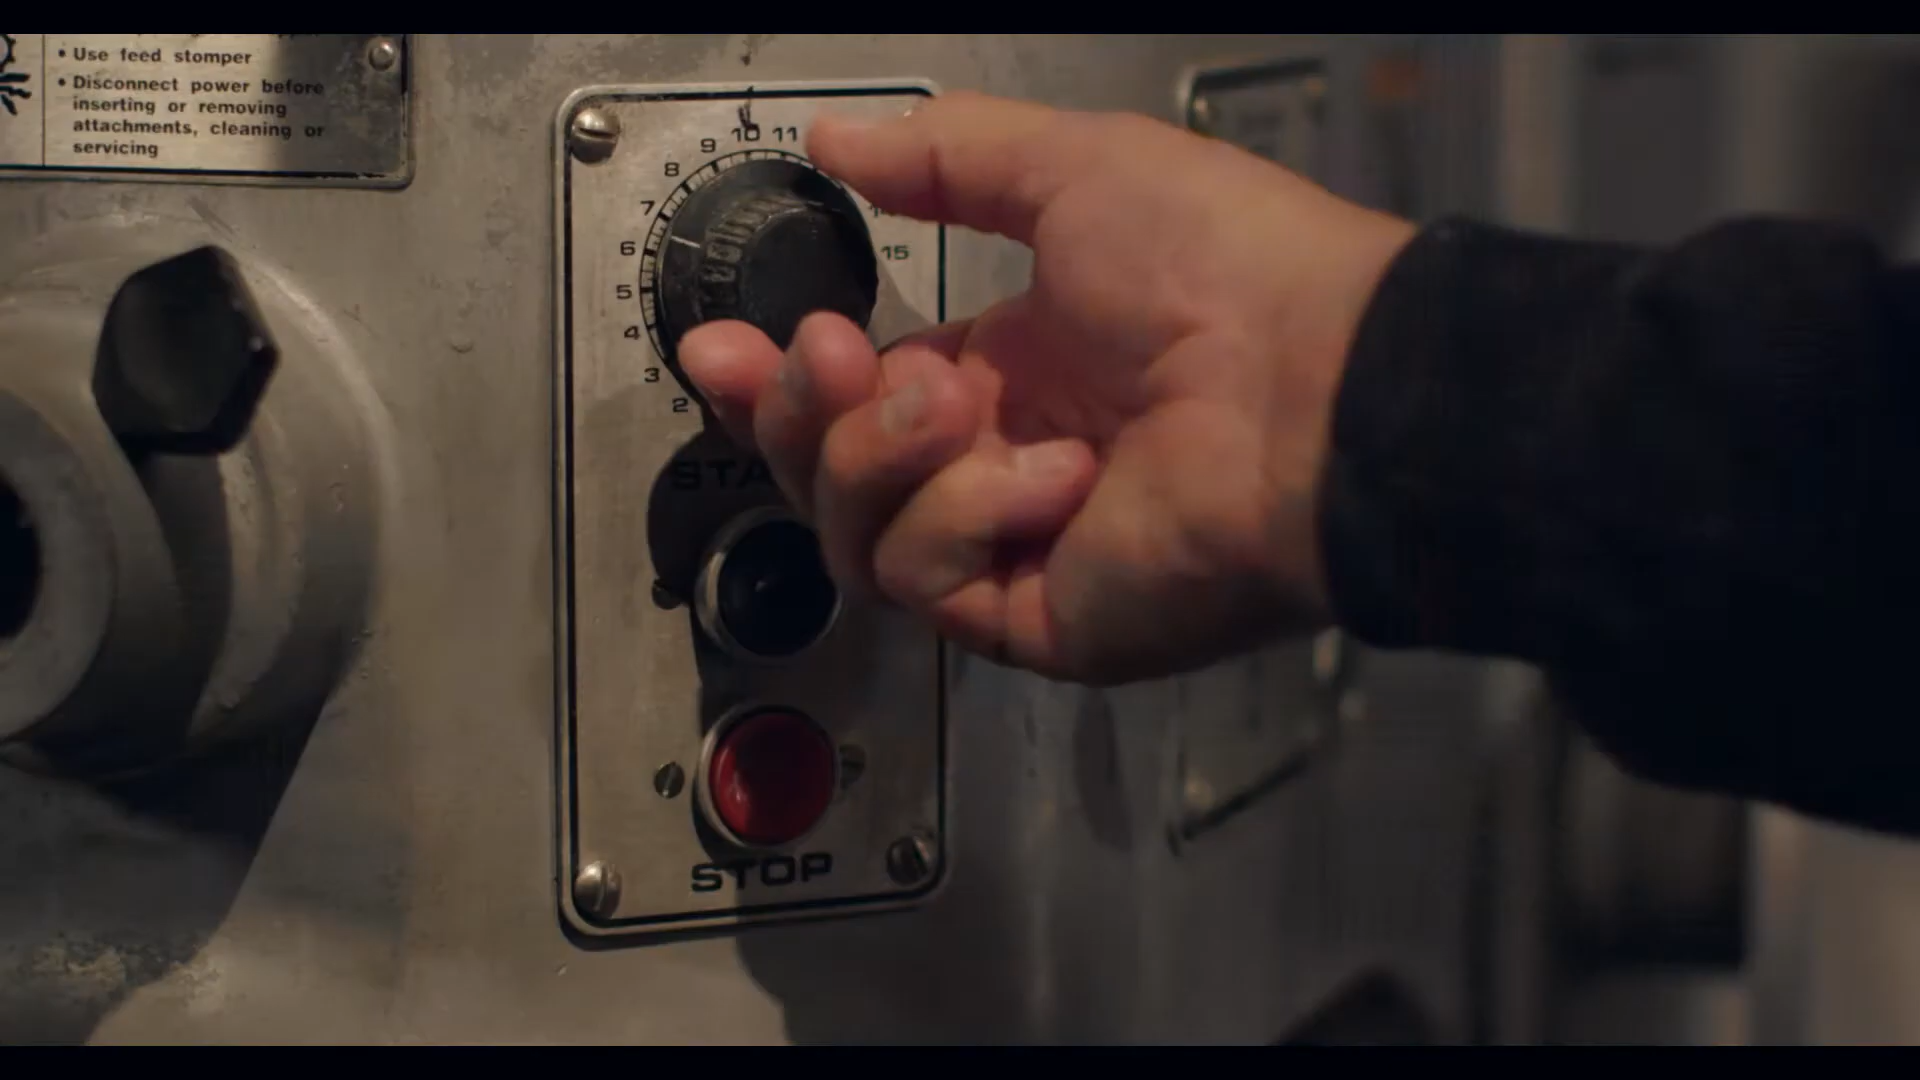 • Use feed stomper
• Disconnect power before
inserting or removing
attachments, cleaning or
servicing
2
3
4
5
6
7
8
9
10
11
15
STA
STOP